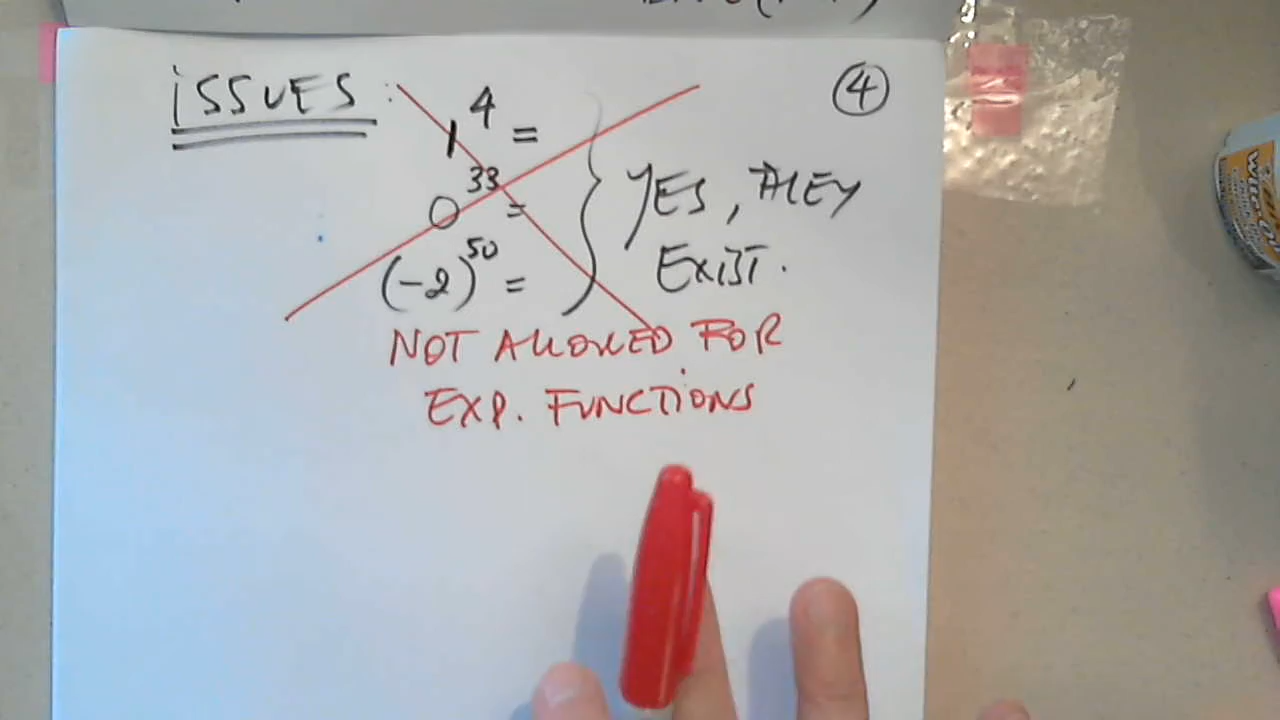 ISSUES:
④
1^4 =
0^33 =
(-2)^50 =
YES, THEY
EXIST.
NOT ALLOWED FOR
EXP. FUNCTIONS